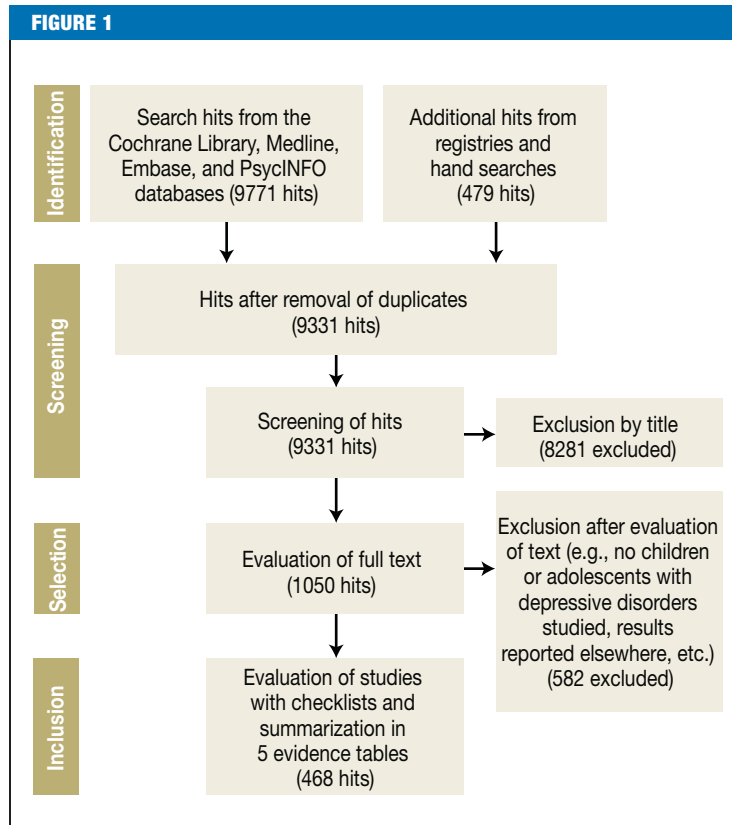 FIGURE 1
Identification
Search hits from the
Cochrane Library, Medline,
Embase, and PsycINFO
databases (9771 hits)
Additional hits from
registries and
hand searches
(479 hits)
Screening
Hits after removal of duplicates
(9331 hits)
Screening of hits
(9331 hits)
Exclusion by title
(8281 excluded)
Selection
Evaluation of full text
(1050 hits)
Exclusion after evaluation
of text (e.g., no children
or adolescents with
depressive disorders
studied, results
reported elsewhere, etc.)
(582 excluded)
Inclusion
Evaluation of studies
with checklists and
summarization in
5 evidence tables
(468 hits)